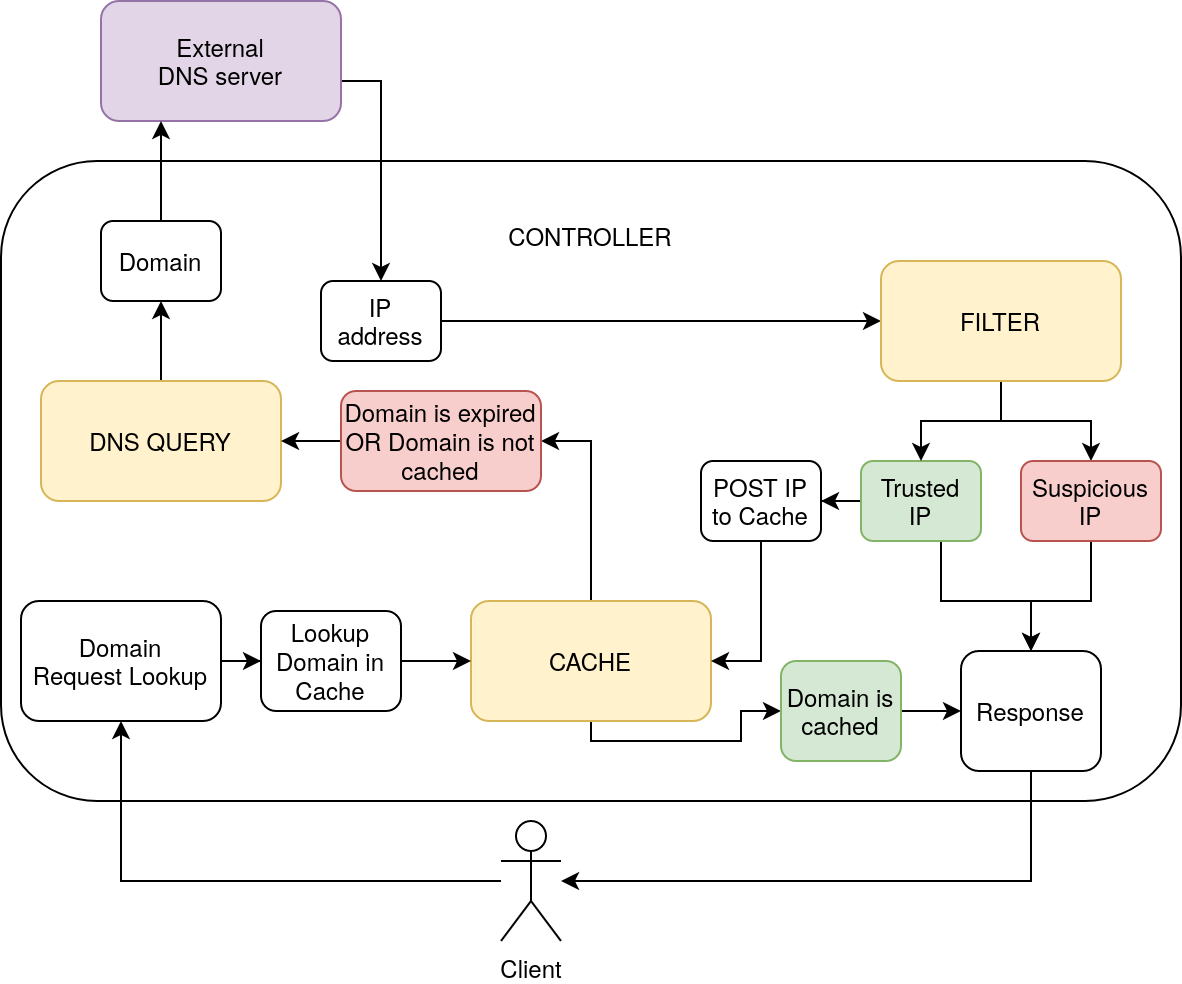 External
DNS server
CONTROLLER
Domain
IP
address
FILTER
DNS QUERY
Domain is expired
OR Domain is not
cached
POST IP
to Cache
Trusted
IP
Suspicious
IP
Domain
Request Lookup
Lookup
Domain in
Cache
CACHE
Domain is
cached
Response
Client